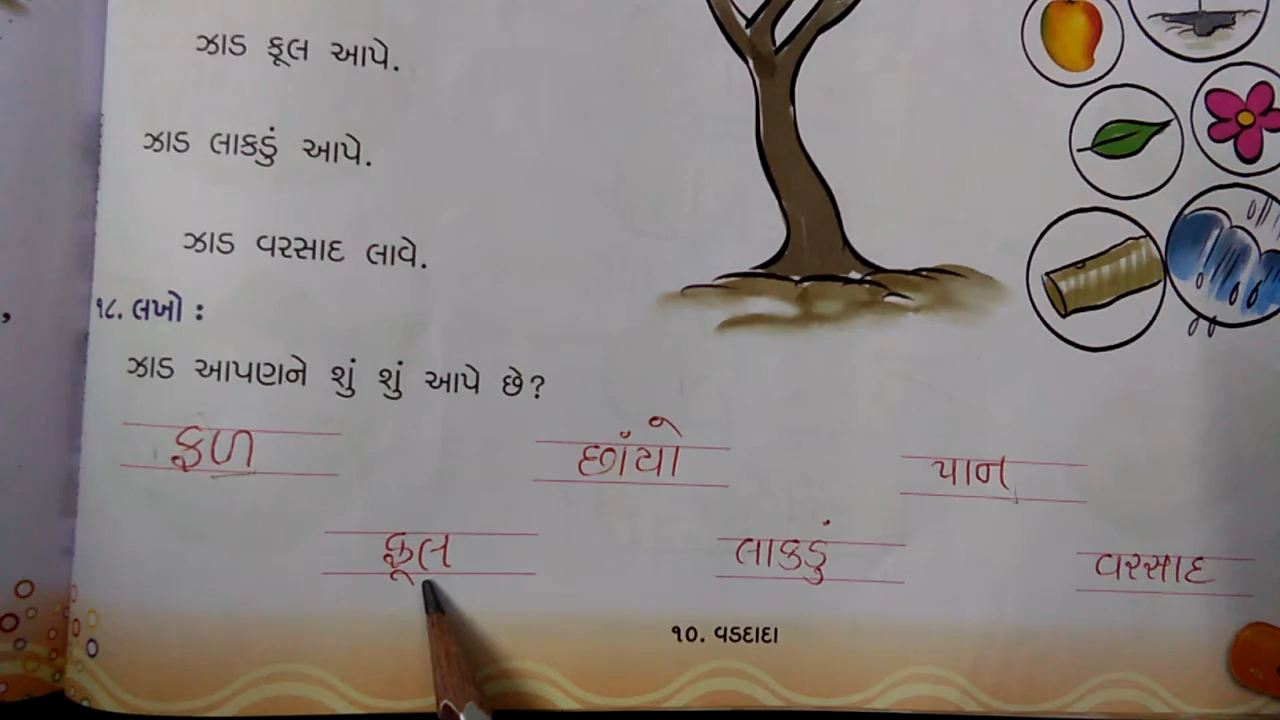 ઝાડ ફૂલ આપે.
ઝાડ લાકડું આપે.
ઝાડ વરસાદ લાવે.
૧૮. લખો :
ઝાડ આપણને શું શું આપે છે?
ફળ છાંયો પાન
ફૂલ લાકડું વરસાદ
૧૦. વડદાદા